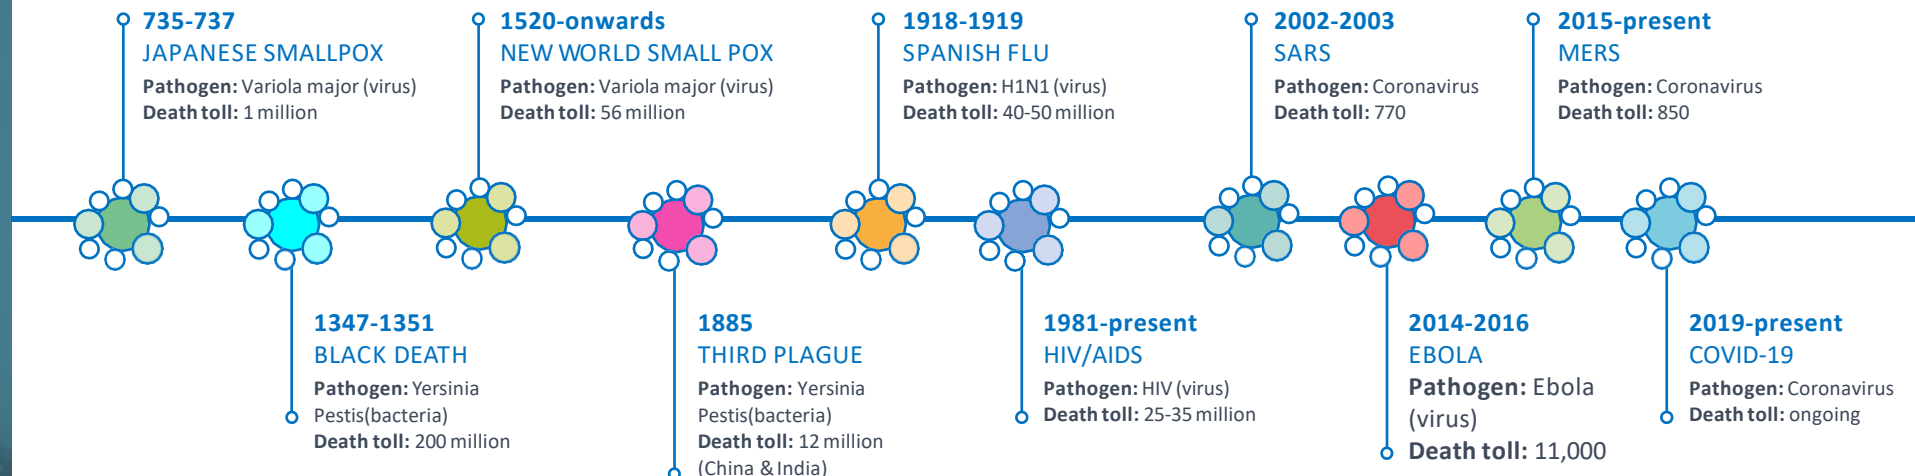 735-737
JAPANESE SMALLPOX
Pathogen: Variola major (virus)
Death toll: 1 million
1520-onwards
NEW WORLD SMALL POX
Pathogen: Variola major (virus)
Death toll: 56 million
1918-1919
SPANISH FLU
Pathogen: H1N1 (virus)
Death toll: 40-50 million
2002-2003
SARS
Pathogen: Coronavirus
Death toll: 770
2015-present
MERS
Pathogen: Coronavirus
Death toll: 850
1347-1351
BLACK DEATH
Pathogen: Yersinia
Pestis(bacteria)
Death toll: 200 million
1885
THIRD PLAGUE
Pathogen: Yersinia
Pestis(bacteria)
Death toll: 12 million
(China & India)
1981-present
HIV/AIDS
Pathogen: HIV (virus)
Death toll: 25-35 million
2014-2016
EBOLA
Pathogen: Ebola
(virus)
Death toll: 11,000
2019-present
COVID-19
Pathogen: Coronavirus
Death toll: ongoing